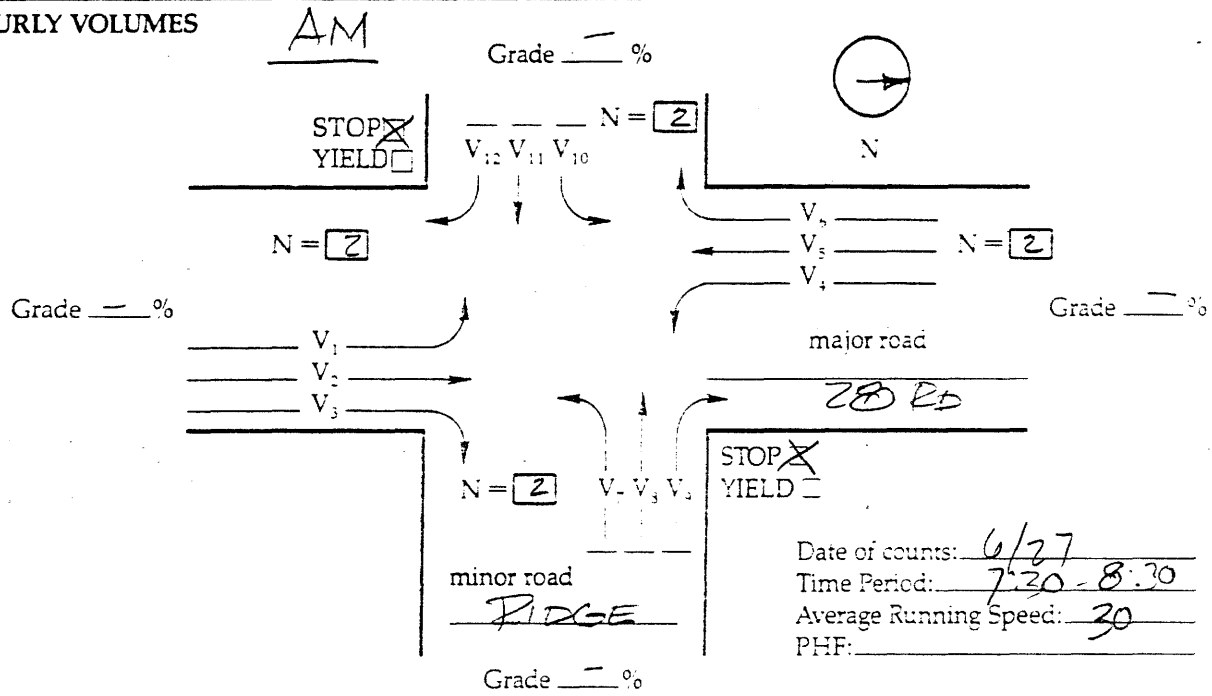 URLY VOLUMES
AM
Grade — %
STOP
YIELD
N = 2
V12 V11 V10
N
V6
N = 2
V5
N = 2
V4
Grade — %
Grade — %
V1
major road
V2
280 RD
V3
STOP
N = 2
V7 V8 V9
YIELD
Date of counts: 6/27
minor road
Time Period: 7:30 - 8:30
RIDGE
Average Running Speed: 30
PHF:
Grade — %